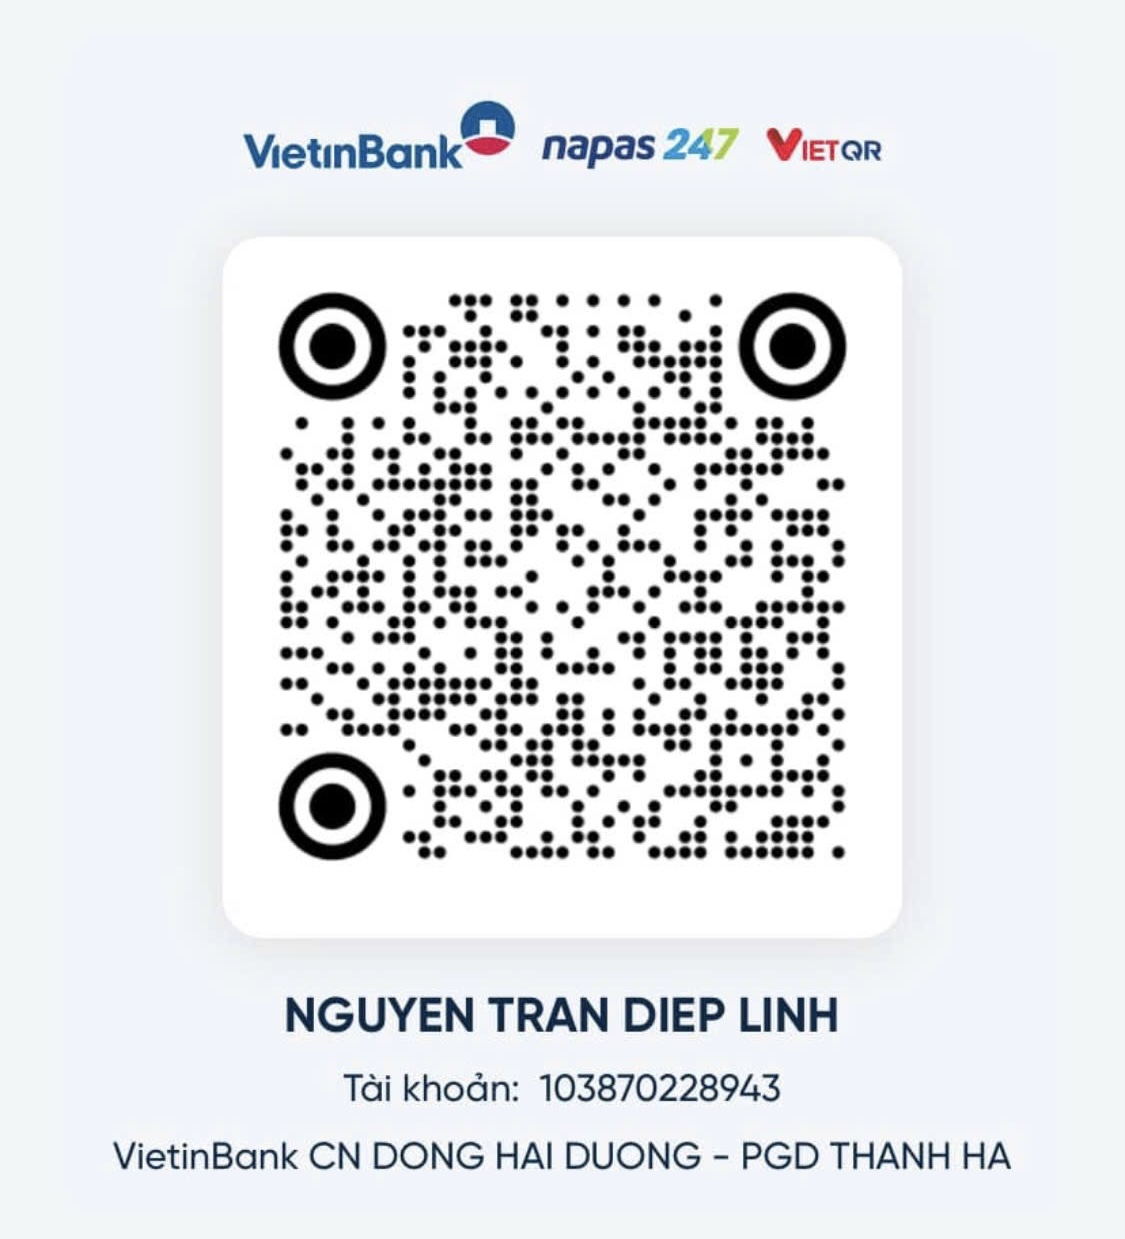 VietinBank napas 247 VIETQR
NGUYEN TRAN DIEP LINH
Tài khoản: 103870228943
VietinBank CN DONG HAI DUONG - PGD THANH HA